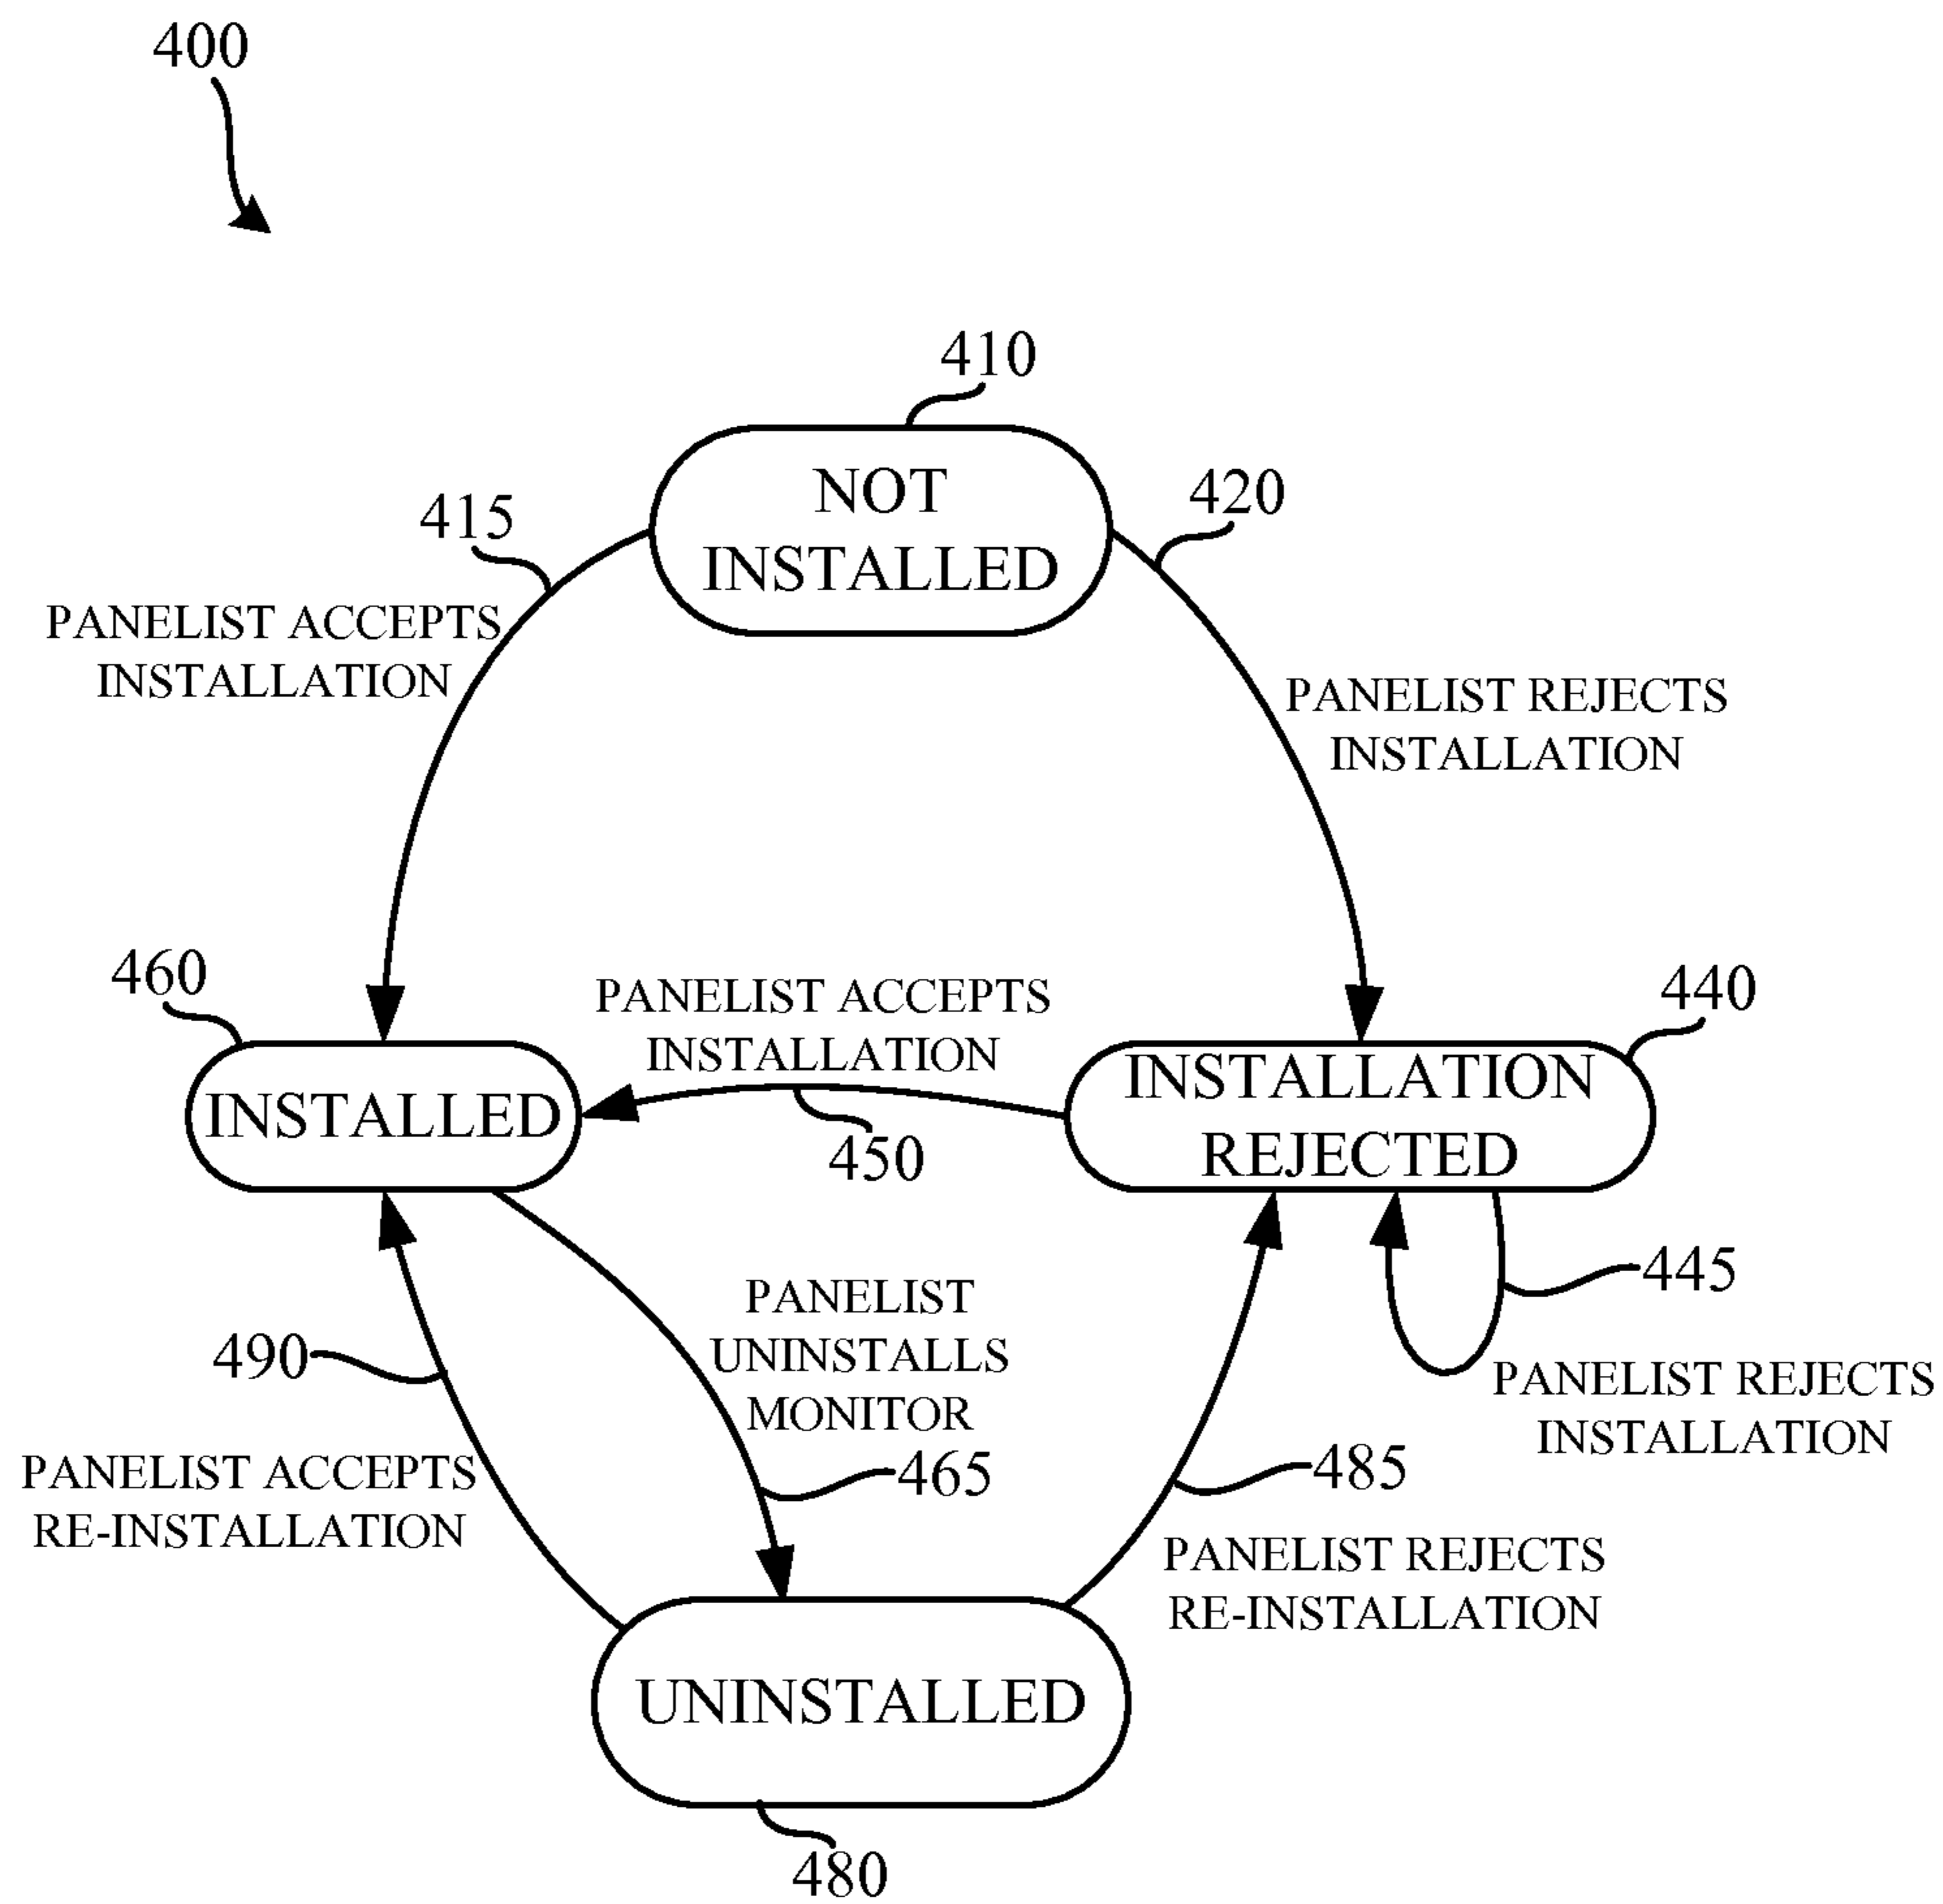 400
410
NOT
INSTALLED
415
420
PANELIST ACCEPTS
INSTALLATION
PANELIST REJECTS
INSTALLATION
460
PANELIST ACCEPTS
INSTALLATION
440
INSTALLED
450
INSTALLATION
REJECTED
445
PANELIST REJECTS
INSTALLATION
490
PANELIST
UNINSTALLS
MONITOR
465
485
PANELIST ACCEPTS
RE-INSTALLATION
PANELIST REJECTS
RE-INSTALLATION
UNINSTALLED
480